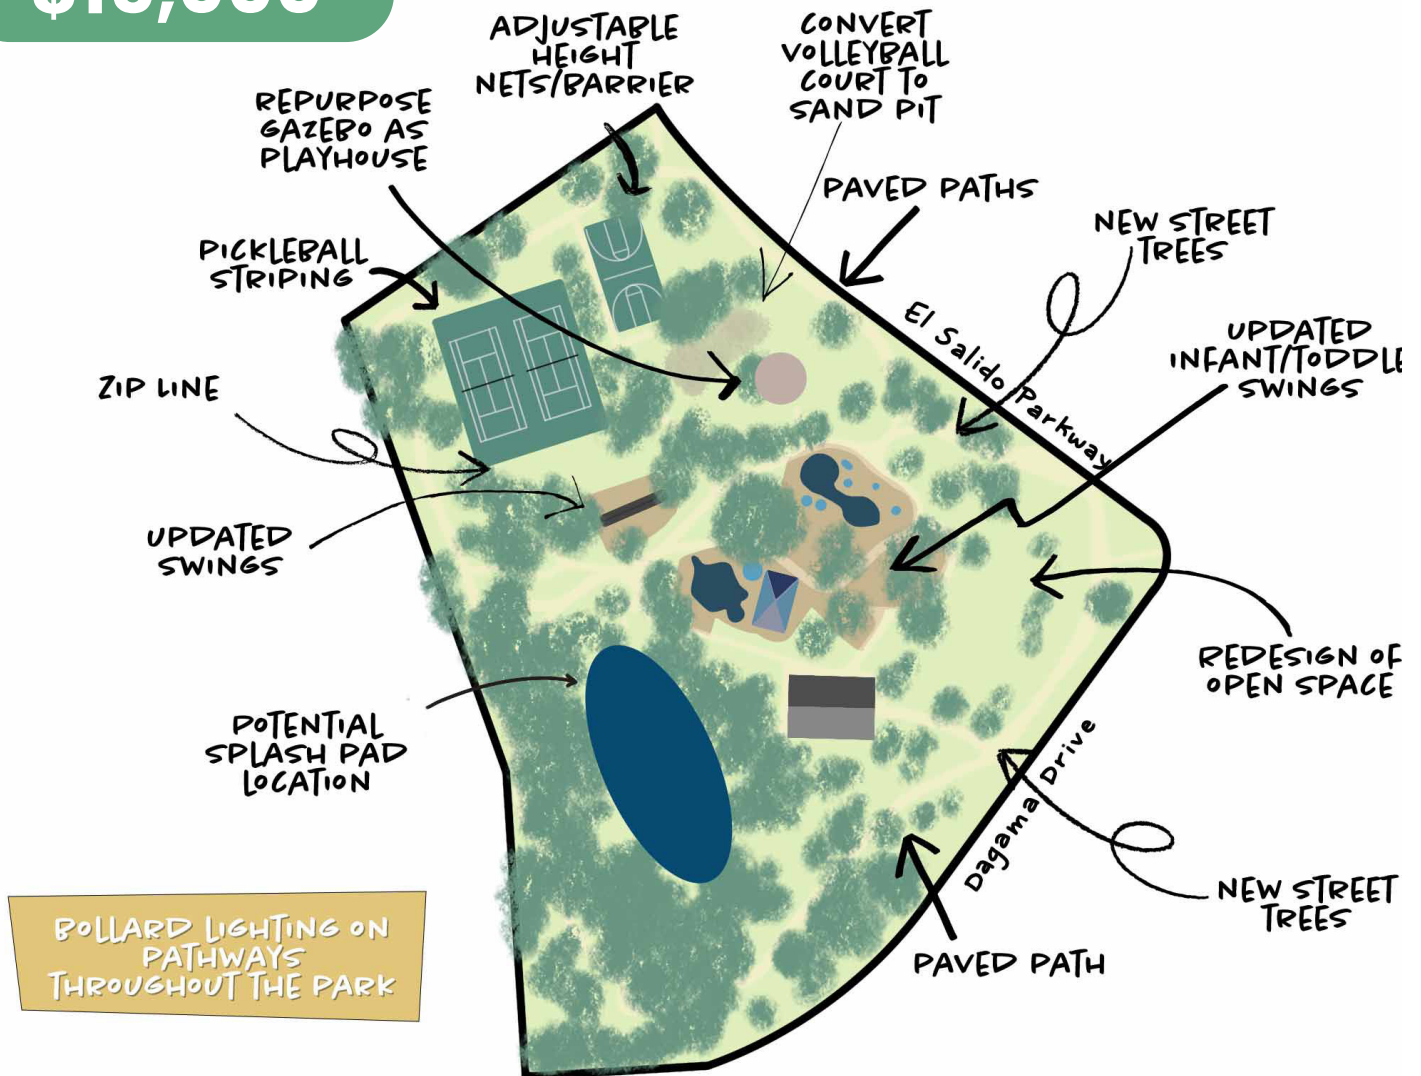 ADJUSTABLE
HEIGHT
NETS/BARRIER
CONVERT
VOLLEYBALL
COURT TO
SAND PIT
REPURPOSE
GAZEBO AS
PLAYHOUSE
PAVED PATHS
NEW STREET
TREES
PICKLEBALL
STRIPING
El Salido Parkway
UPDATED
INFANT/TODDLE
SWINGS
ZIP LINE
UPDATED
SWINGS
REDESIGN OF
OPEN SPACE
POTENTIAL
SPLASH PAD
LOCATION
Dagama Drive
NEW STREET
TREES
PAVED PATH
BOLLARD LIGHTING ON
PATHWAYS
THROUGHOUT THE PARK